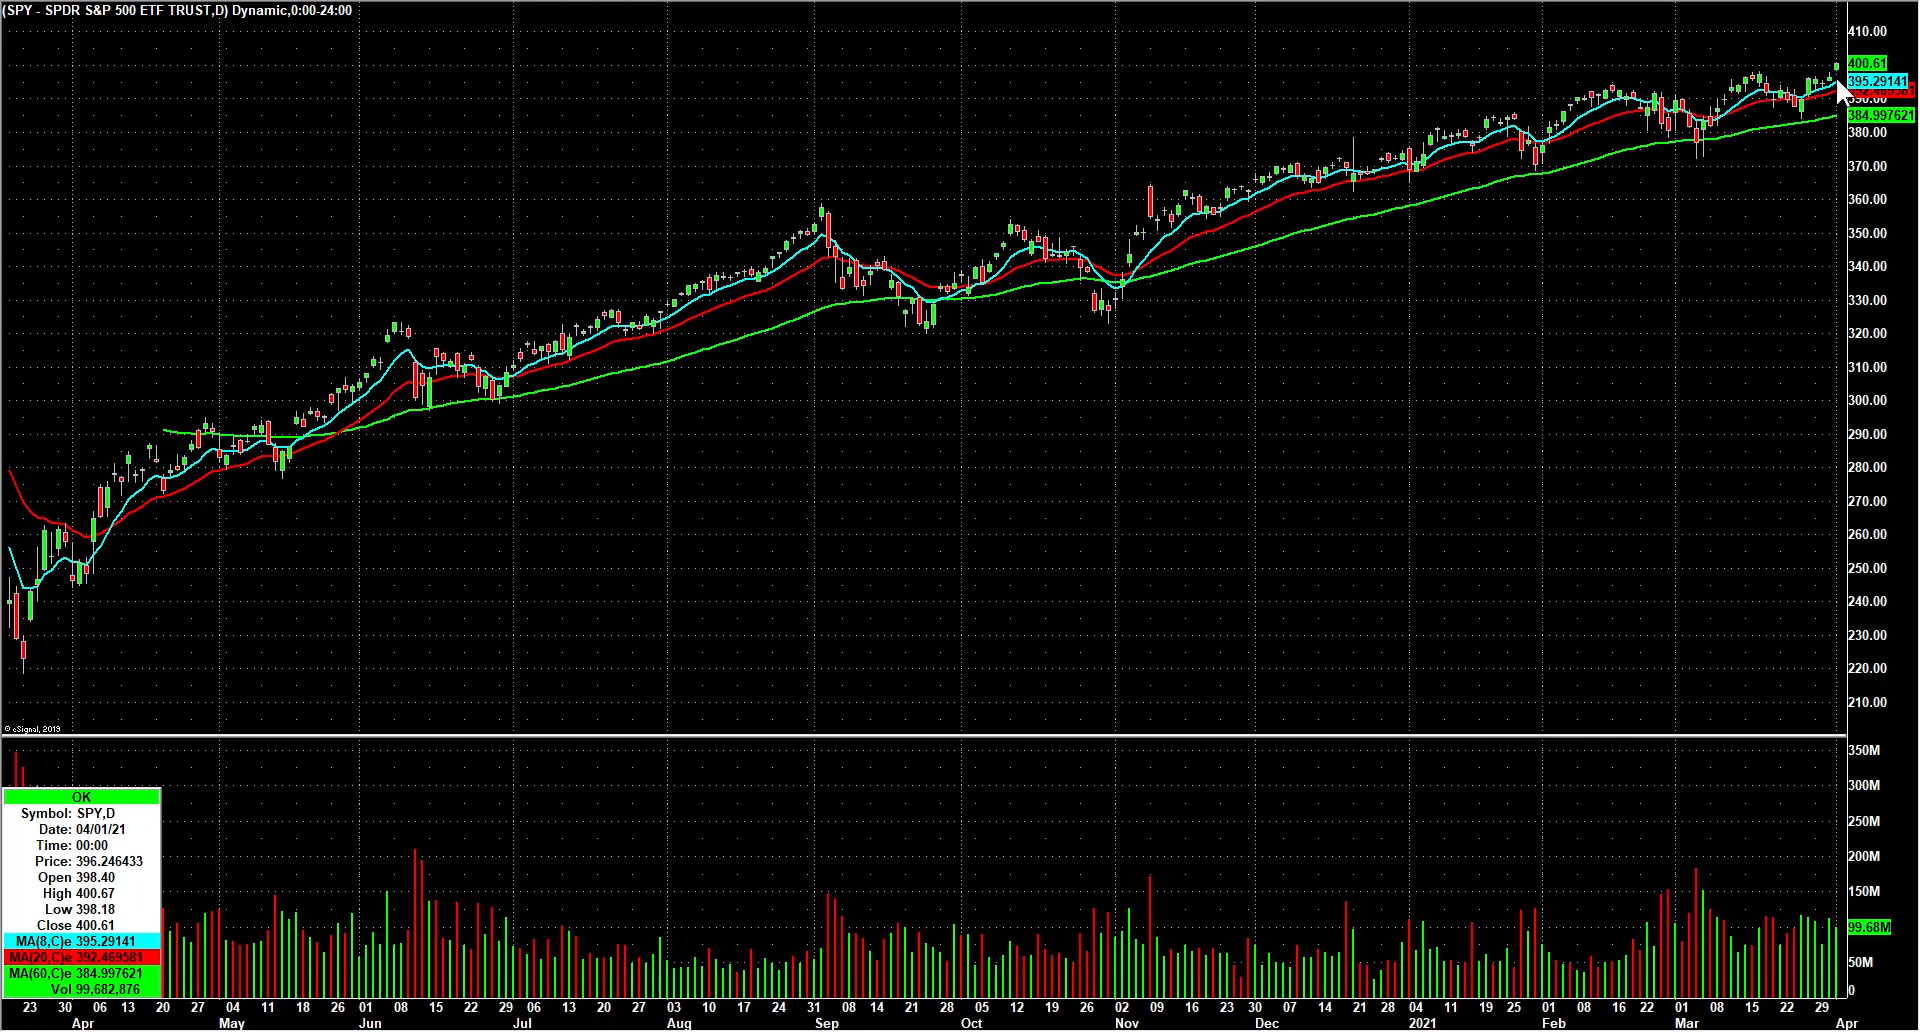 (SPY - SPDR S&P 500 ETF TRUST,D) Dynamic,0:00-24:00
410.00
400.61
395.29141
392.469581
390.00
384.997621
380.00
370.00
360.00
350.00
340.00
330.00
320.00
310.00
300.00
290.00
280.00
270.00
260.00
250.00
240.00
230.00
220.00
210.00
© eSignal, 2019
350M
300M
250M
200M
150M
99.68M
50M
0
OK
Symbol: SPY,D
Date: 04/01/21
Time: 00:00
Price: 396.246433
Open 398.40
High 400.67
Low 398.18
Close 400.61
MA(8,C)e 395.29141
MA(20,C)e 392.469581
MA(60,C)e 384.997621
Vol 99,682,876
23 30 06 13 20 27 04 11 18 26 01 08 15 22 29 06 13 20 27 03 10 17 24 31 08 14 21 28 05 12 19 26 02 09 16 23 30 07 14 21 28 04 11 19 25 01 08 16 22 01 08 15 22 29
Apr May Jun Jul Aug Sep Oct Nov Dec 2021 Feb Mar Apr